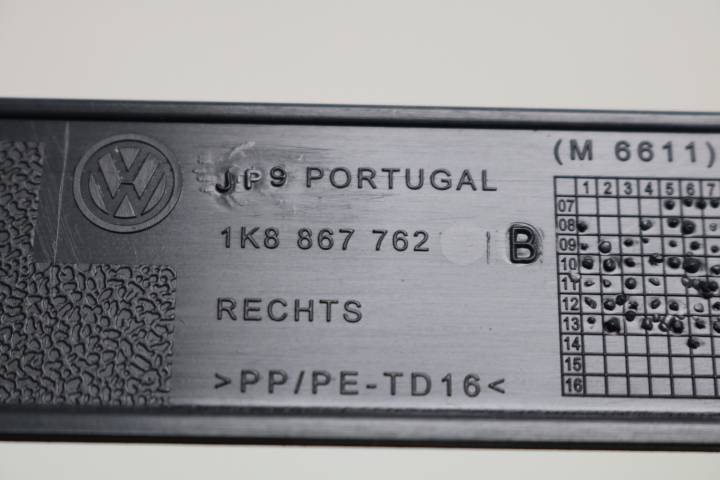 (M 6611)
JP9 PORTUGAL
1K8 867 762 B
RECHTS
>PP/PE-TD16<
1 2 3 4 5 6 7
07
08
09
10
11
12
13
14
15
16